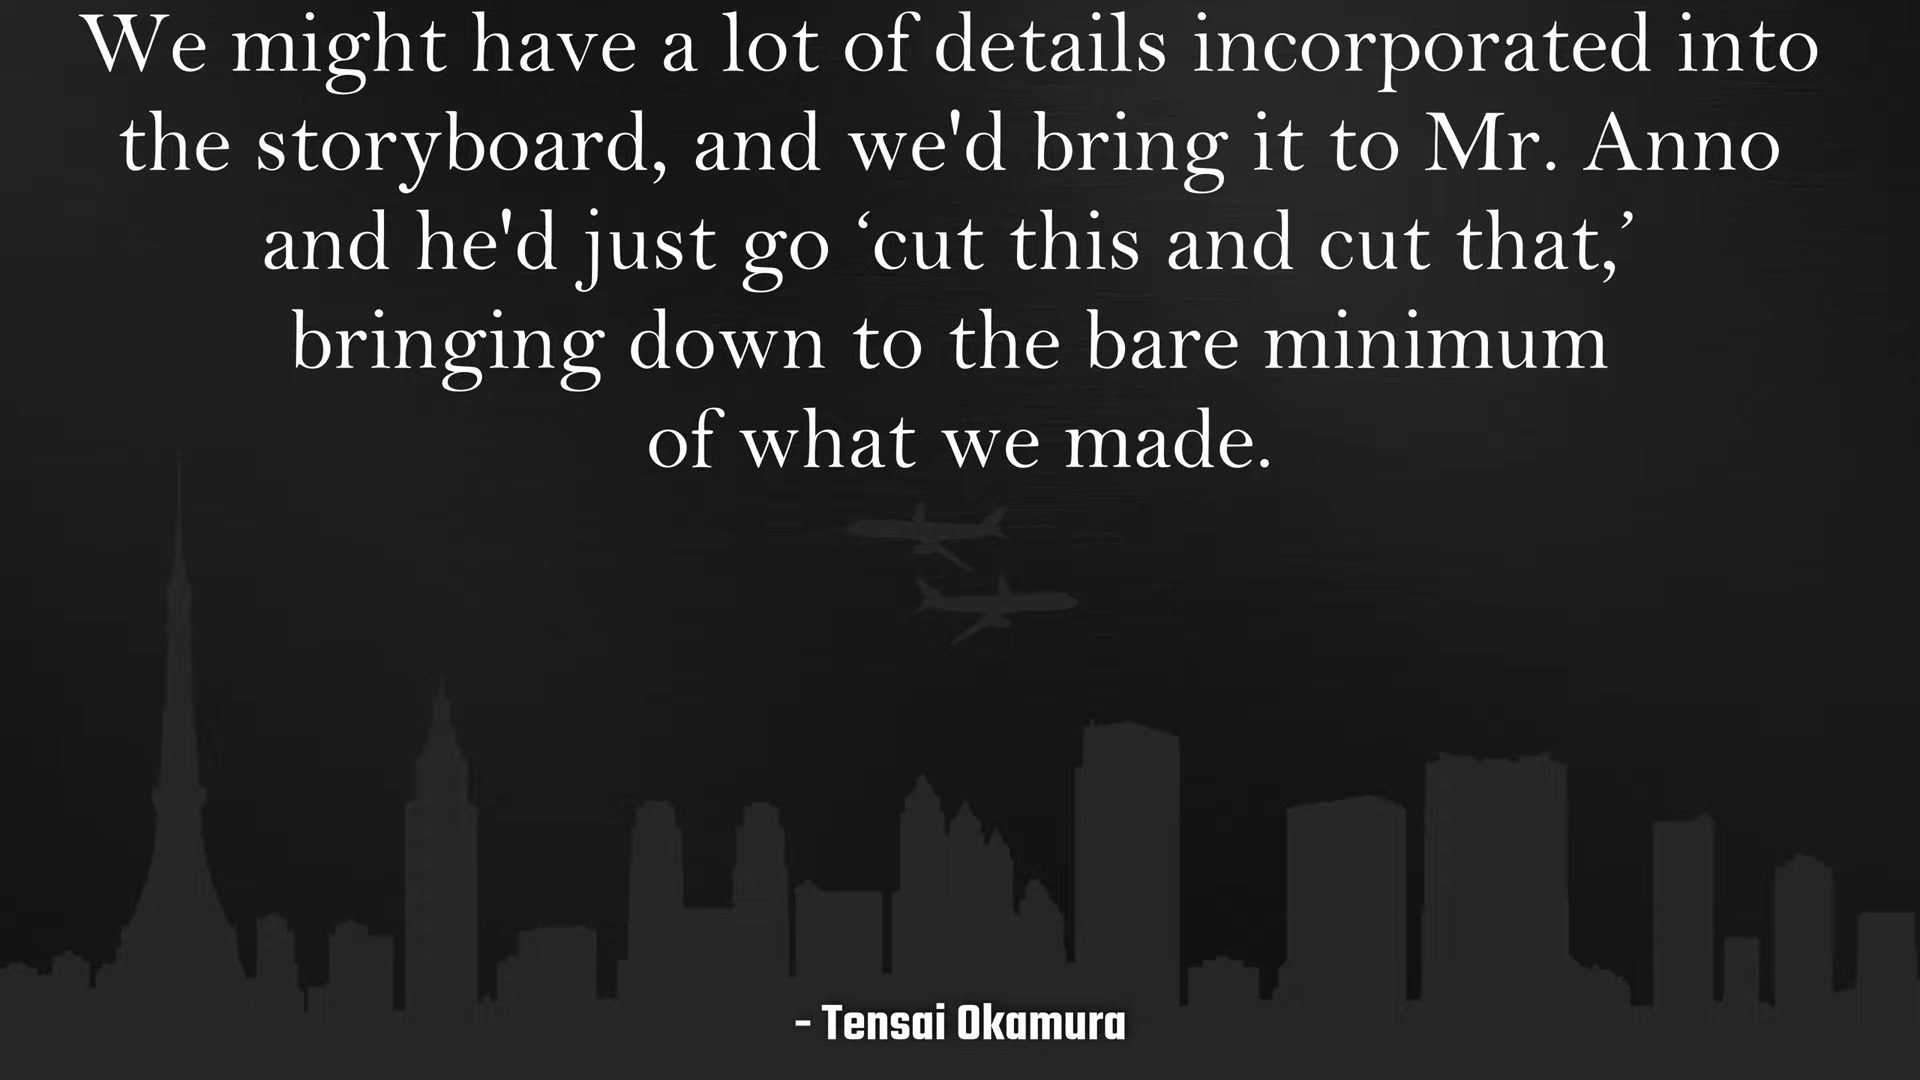 We might have a lot of details incorporated into
the storyboard, and we'd bring it to Mr. Anno
and he'd just go ‘cut this and cut that,’
bringing down to the bare minimum
of what we made.
- Tensai Okamura